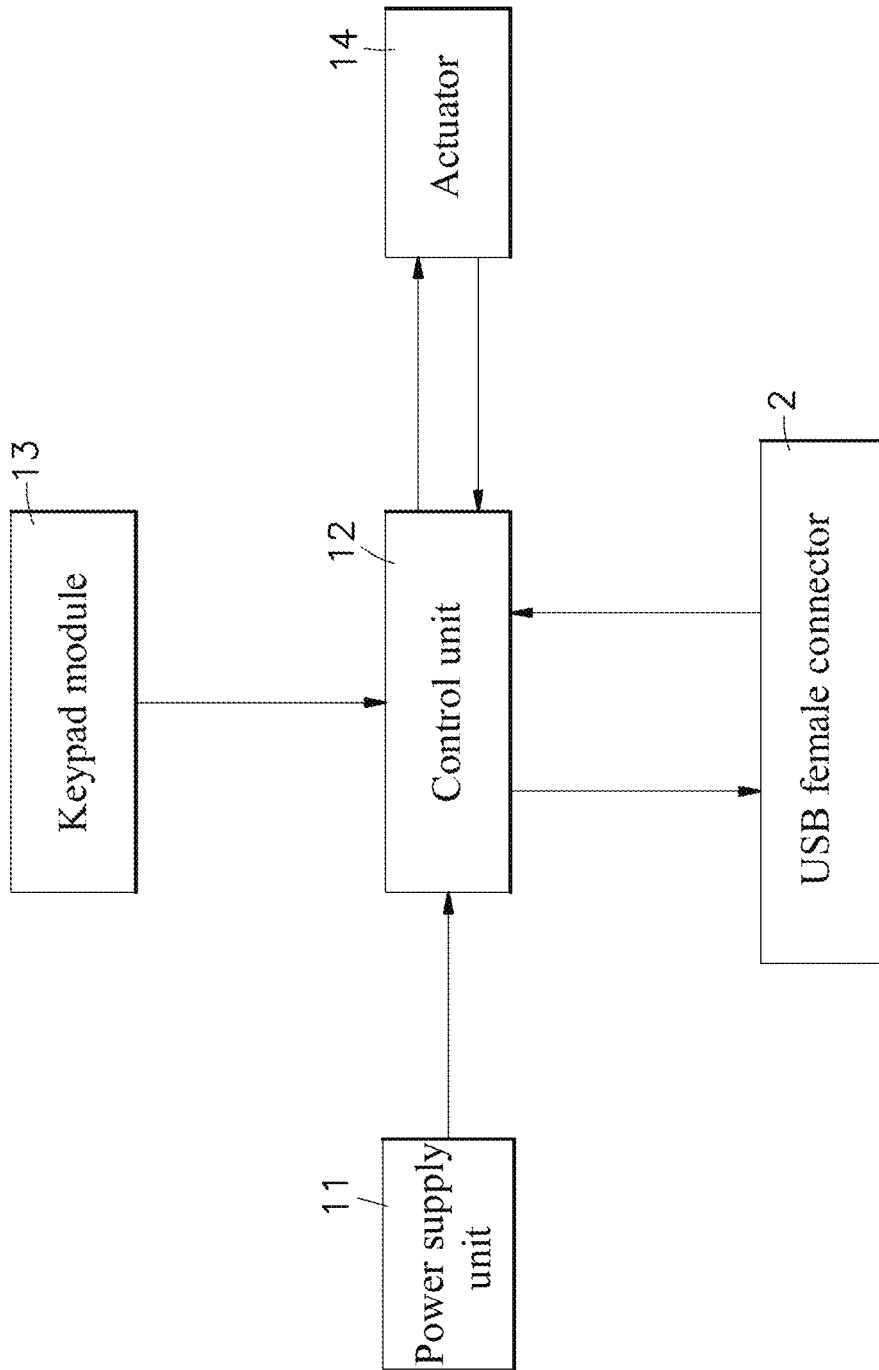 13
Keypad module
11
Power supply
unit
12
Control unit
14
Actuator
2
USB female connector